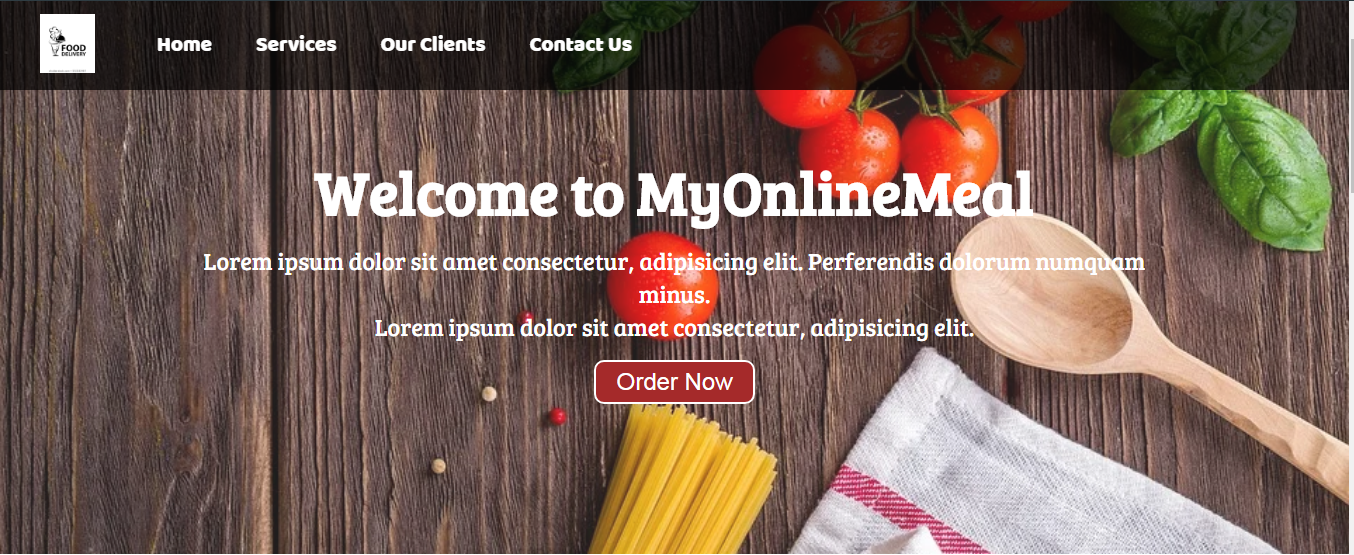 FOOD
DELIVERY
Home Services Our Clients Contact Us
Welcome to MyOnlineMeal
Lorem ipsum dolor sit amet consectetur, adipisicing elit. Perferendis dolorum numquam
minus.
Lorem ipsum dolor sit amet consectetur, adipisicing elit.
Order Now